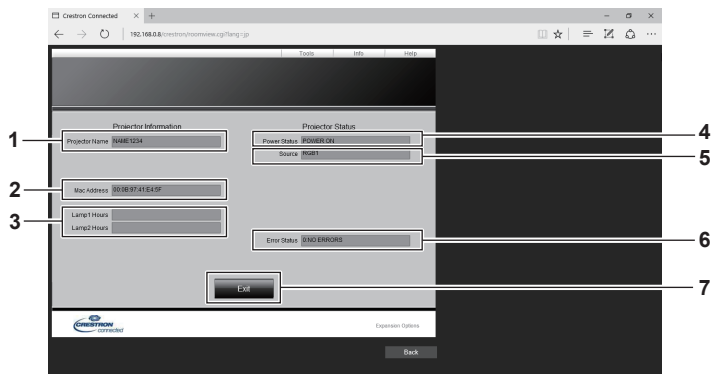 Crestron Connected
192.168.0.8/crestron/roomview.cgi?lang=jp
Tools Info Help
Projector Information
Projector Status
1
Projector Name NAME1234
Power Status POWER ON
4
Source RGB1
5
2
Mac Address 00:0B:97:41:E4:5F
3
Lamp1 Hours
Lamp2 Hours
Error Status 0:NO ERRORS
6
Exit
7
CRESTRON
connected
Expansion Options
Back